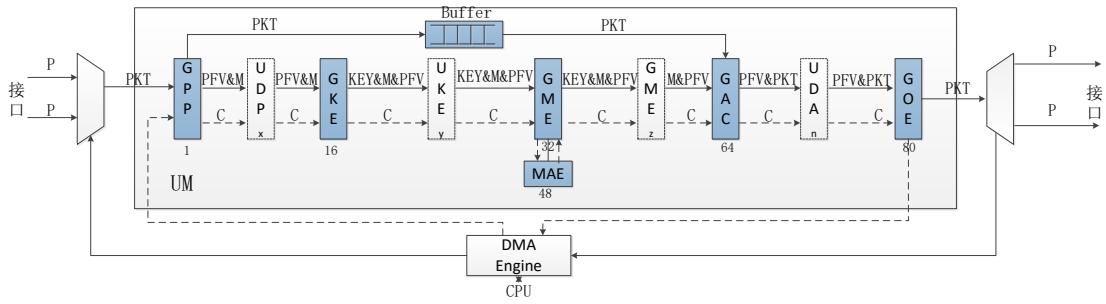 Buffer
PKT
PKT
P
PKT
接口
P
GPP
PFV&M
UDP
x
PFV&M
GKE
KEY&M&PFV
UKE
y
KEY&M&PFV
GME
KEY&M&PFV
GME
z
M&PFV
GAC
PFV&PKT
UDA
n
PFV&PKT
GOE
PKT
P
接口
P
C
C
C
C
C
C
C
C
1
16
32
64
80
MAE
48
UM
DMA
Engine
CPU